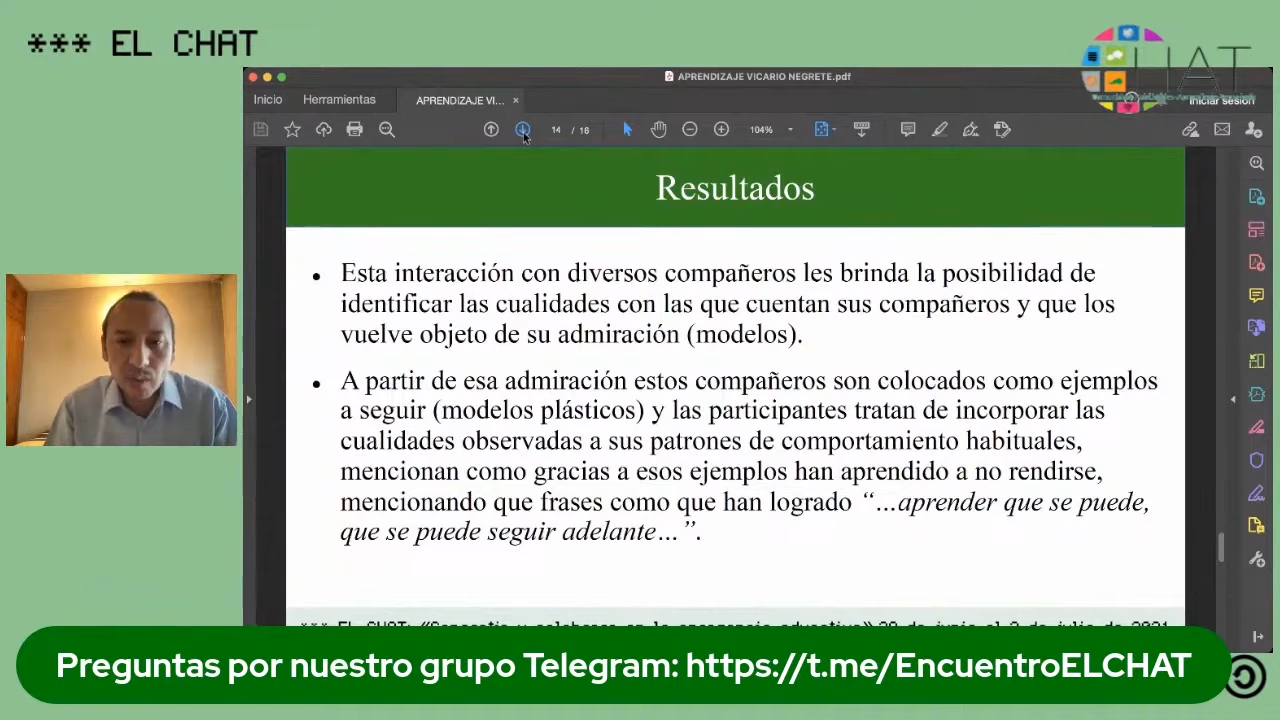 *** EL CHAT
APRENDIZAJE VICARIO NEGRETE.pdf
Inicio Herramientas APRENDIZAJE VI... × Iniciar sesión
14 / 16 104%
Resultados
• Esta interacción con diversos compañeros les brinda la posibilidad de
identificar las cualidades con las que cuentan sus compañeros y que los
vuelve objeto de su admiración (modelos).
• A partir de esa admiración estos compañeros son colocados como ejemplos
a seguir (modelos plásticos) y las participantes tratan de incorporar las
cualidades observadas a sus patrones de comportamiento habituales,
mencionan como gracias a esos ejemplos han aprendido a no rendirse,
mencionando que frases como que han logrado “…aprender que se puede,
que se puede seguir adelante…”.
*** EL CHAT:
Preguntas por nuestro grupo Telegram: https://t.me/EncuentroELCHAT